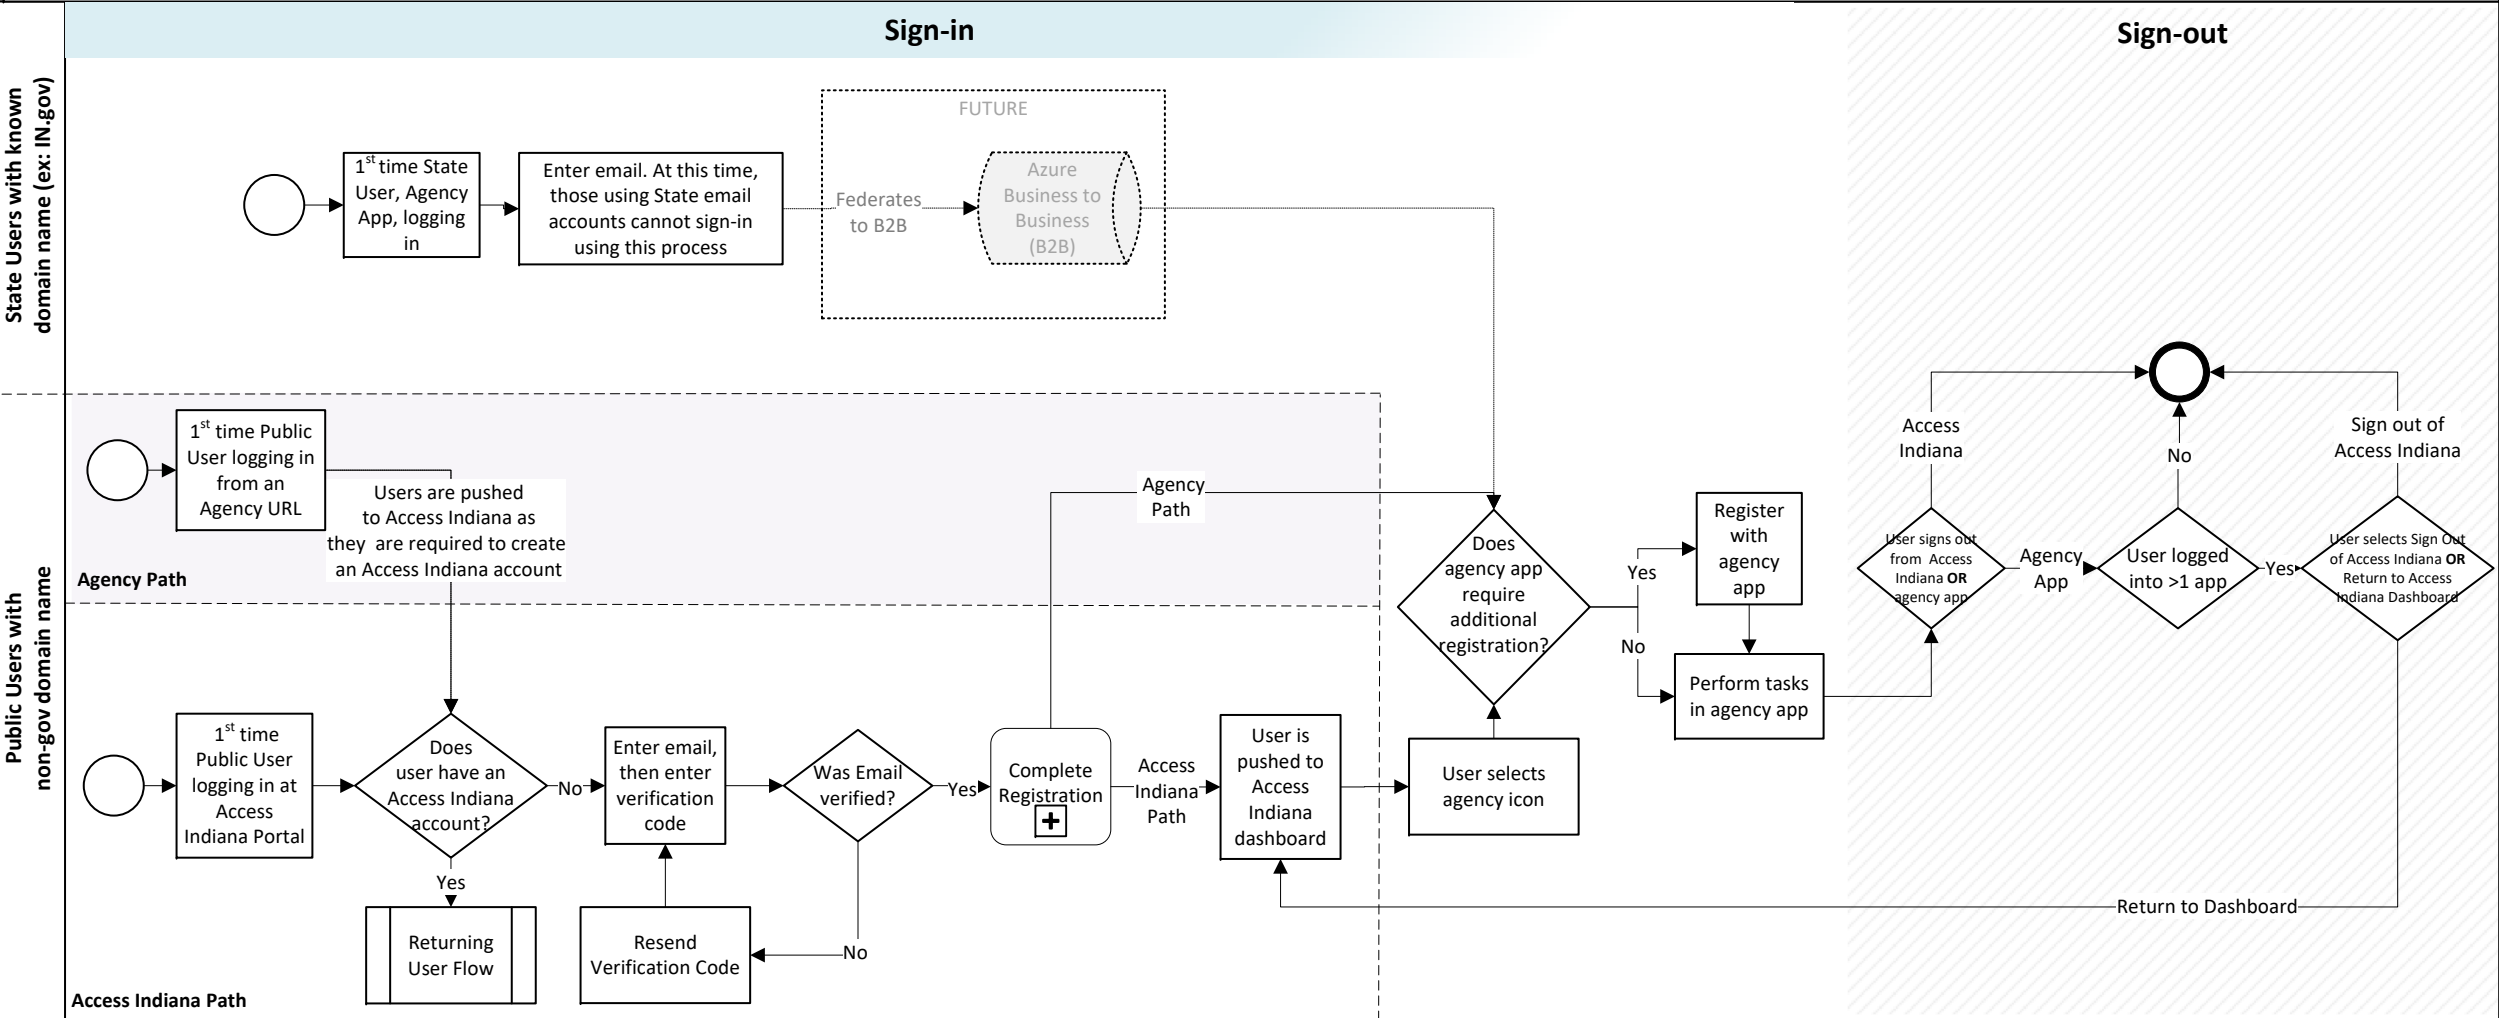 Sign-in
Sign-out
State Users with known
domain name (ex: IN.gov)
1st time State
User, Agency
App, logging
in
Enter email. At this time,
those using State email
accounts cannot sign-in
using this process
FUTURE
Federates
to B2B
Azure
Business to
Business
(B2B)
Public Users with
non-gov domain name
1st time Public
User logging in
from an
Agency URL
Users are pushed
to Access Indiana as
they are required to create
an Access Indiana account
Agency Path
Agency
Path
Does
agency app
require
additional
registration?
Yes
No
Register
with
agency
app
Perform tasks
in agency app
Access
Indiana
User signs out
from Access
Indiana OR
agency app
Agency
App
No
User logged
into >1 app
Yes
Sign out of
Access Indiana
User selects Sign Out
of Access Indiana OR
Return to Access
Indiana Dashboard
1st time
Public User
logging in at
Access
Indiana Portal
Does
user have an
Access Indiana
account?
No
Yes
Returning
User Flow
Enter email,
then enter
verification
code
Was Email
verified?
Yes
No
Resend
Verification Code
Complete
Registration
Access
Indiana
Path
User is
pushed to
Access
Indiana
dashboard
User selects
agency icon
Return to Dashboard
Access Indiana Path